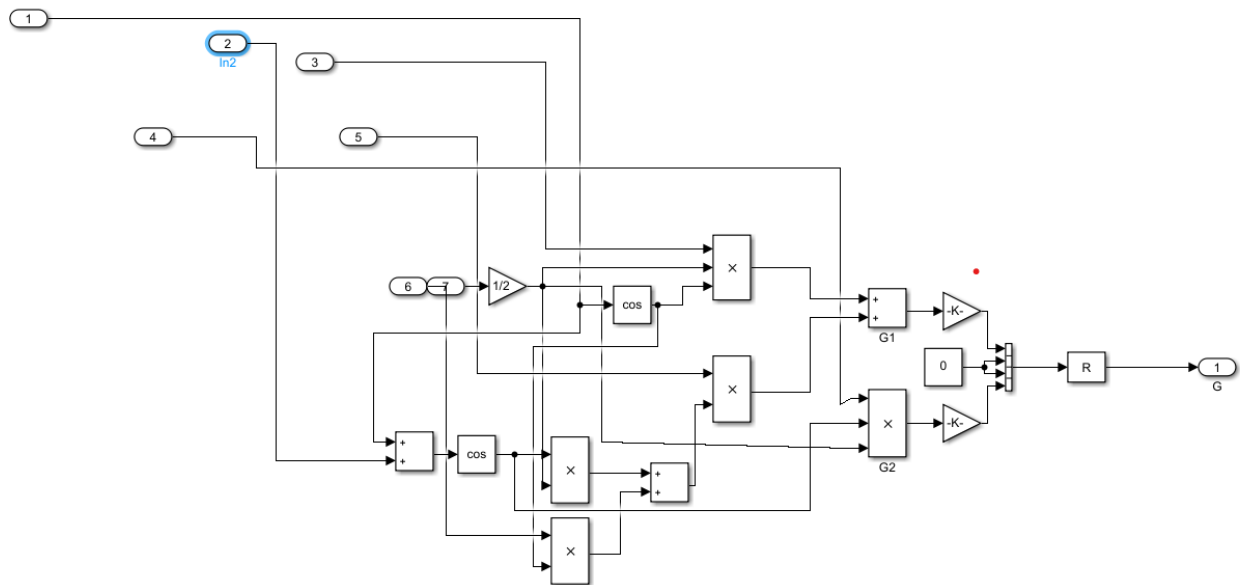 1
2
In2
3
4
5
×
6
7
1/2
cos
+
+
G1
-K-
0
R
1
G
×
+
+
cos
×
+
+
×
G2
-K-
×